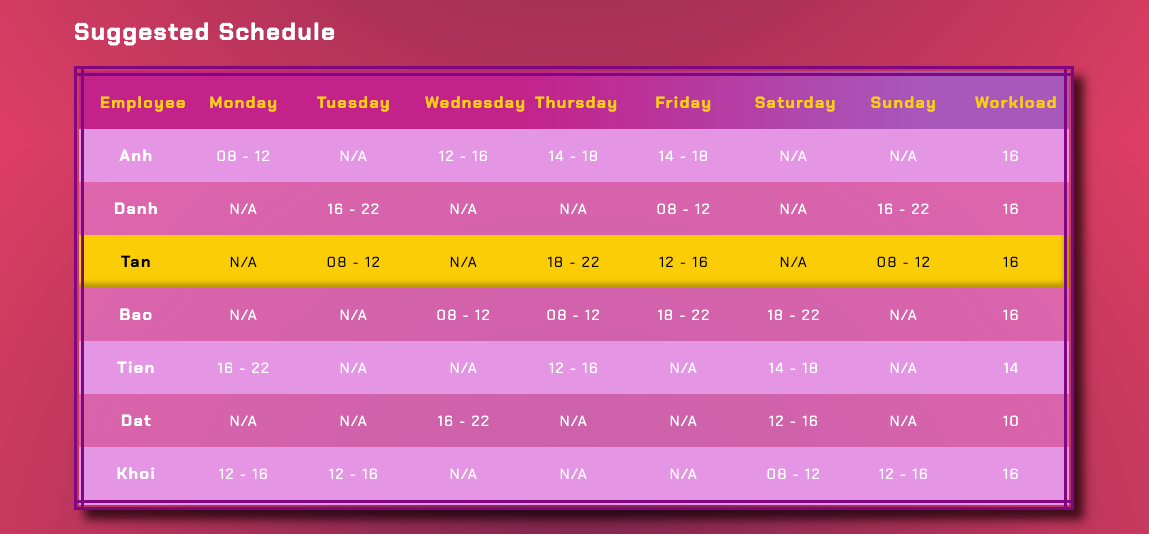 Suggested Schedule
Employee Monday Tuesday Wednesday Thursday Friday Saturday Sunday Workload
Anh 08 - 12 N/A 12 - 16 14 - 18 14 - 18 N/A N/A 16
Danh N/A 16 - 22 N/A N/A 08 - 12 N/A 16 - 22 16
Tan N/A 08 - 12 N/A 18 - 22 12 - 16 N/A 08 - 12 16
Bao N/A N/A 08 - 12 08 - 12 18 - 22 18 - 22 N/A 16
Tien 16 - 22 N/A N/A 12 - 16 N/A 14 - 18 N/A 14
Dat N/A N/A 16 - 22 N/A N/A 12 - 16 N/A 10
Khoi 12 - 16 12 - 16 N/A N/A N/A 08 - 12 12 - 16 16